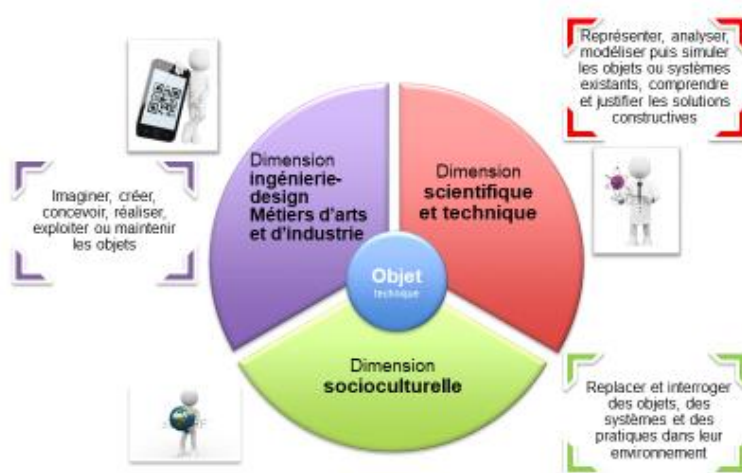 Représenter, analyser,
modéliser puis simuler
les objets ou systèmes
existants, comprendre
et justifier les solutions
constructives
Dimension
ingénierie-
design
Métiers d'arts
et d'industrie
Dimension
scientifique
et technique
Imaginer, créer,
concevoir, réaliser,
exploiter ou maintenir
les objets
Objet
technique
Dimension
socioculturelle
Replacer et interroger
des objets, des
systèmes et des
pratiques dans leur
environnement